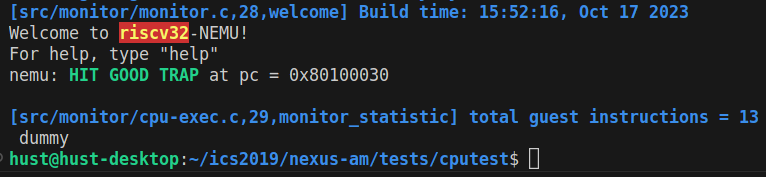 [src/monitor/monitor.c,28,welcome] Build time: 15:52:16, Oct 17 2023
Welcome to riscv32-NEMU!
For help, type "help"
nemu: HIT GOOD TRAP at pc = 0x80100030
[src/monitor/cpu-exec.c,29,monitor_statistic] total guest instructions = 13
dummy
hust@hust-desktop:~/ics2019/nexus-am/tests/cputest$